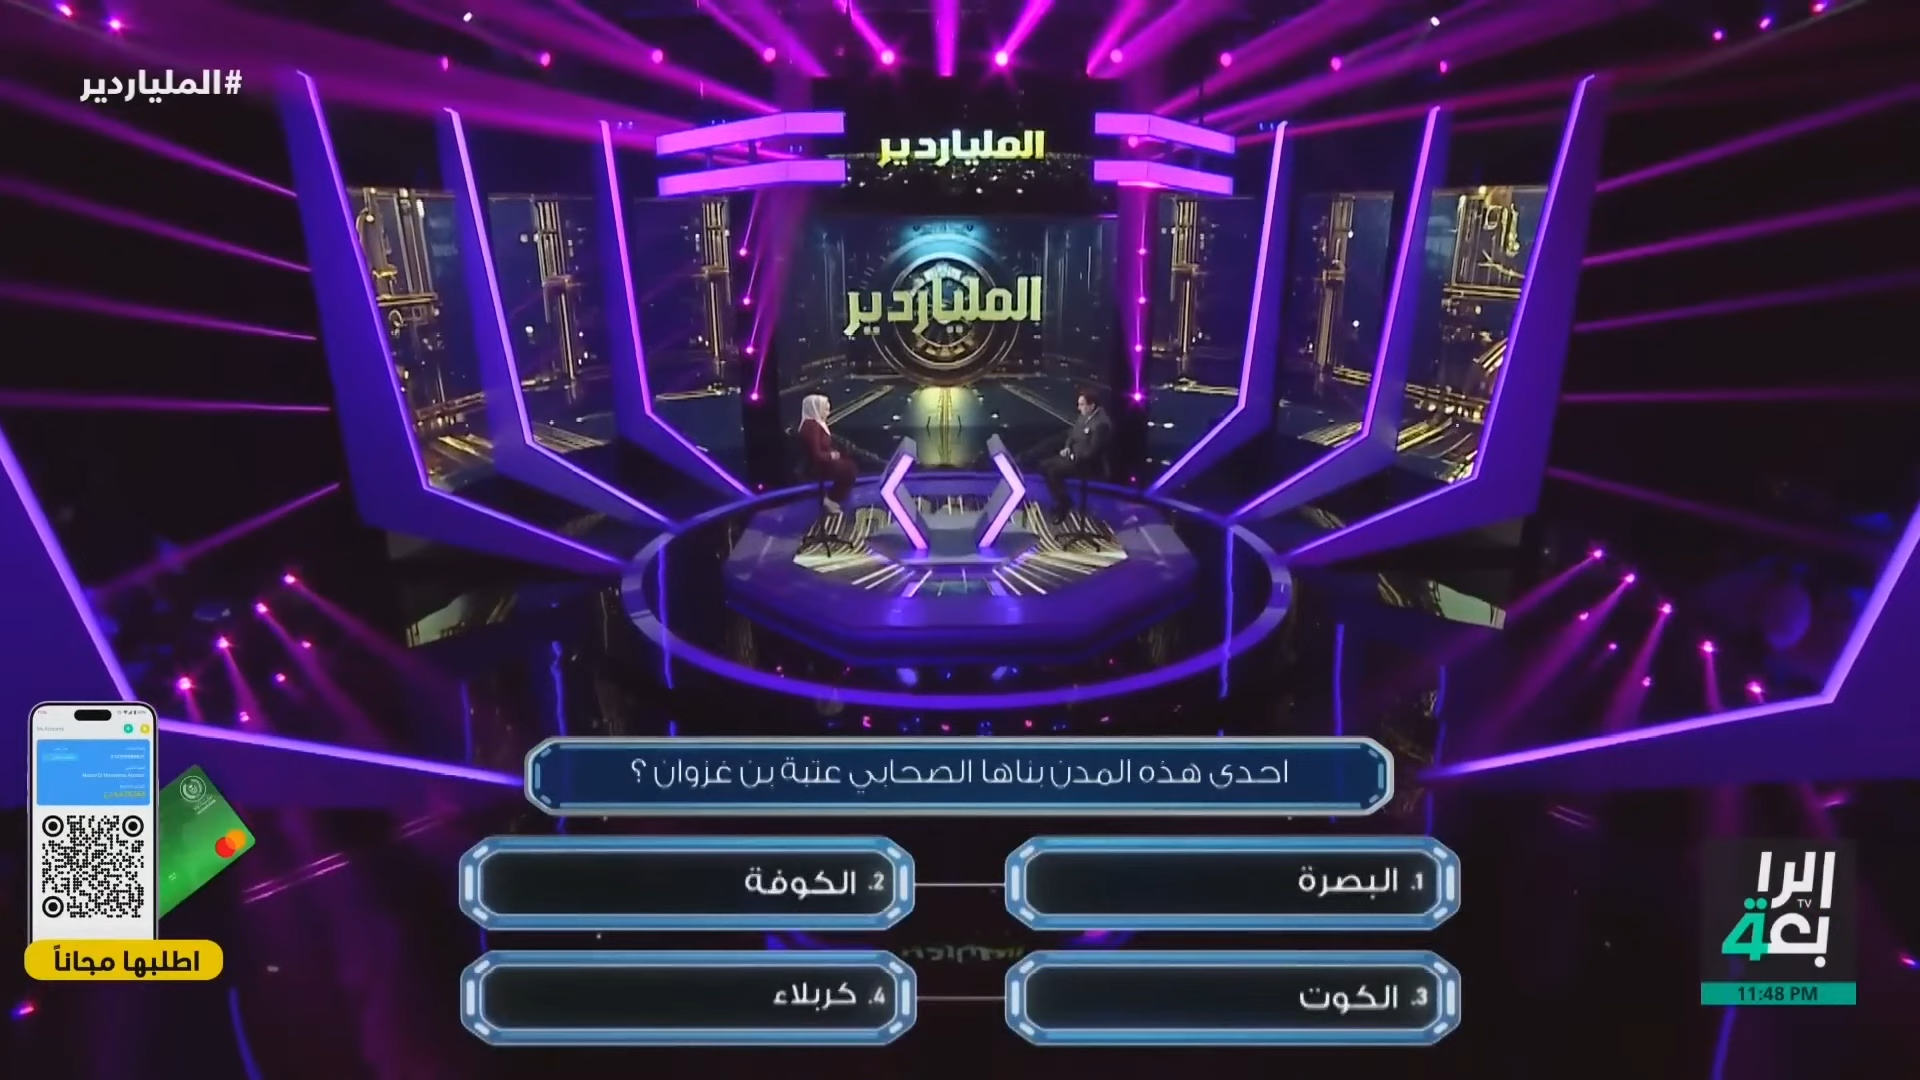 #الملياردير
الملياردير
الملياردير
احدى هذه المدن بناها الصحابي عتبة بن غزوان ؟
1. البصرة
2. الكوفة
3. الكوت
4. كربلاء
اطلبها مجاناً
الرابعة
TV
4
11:48 PM